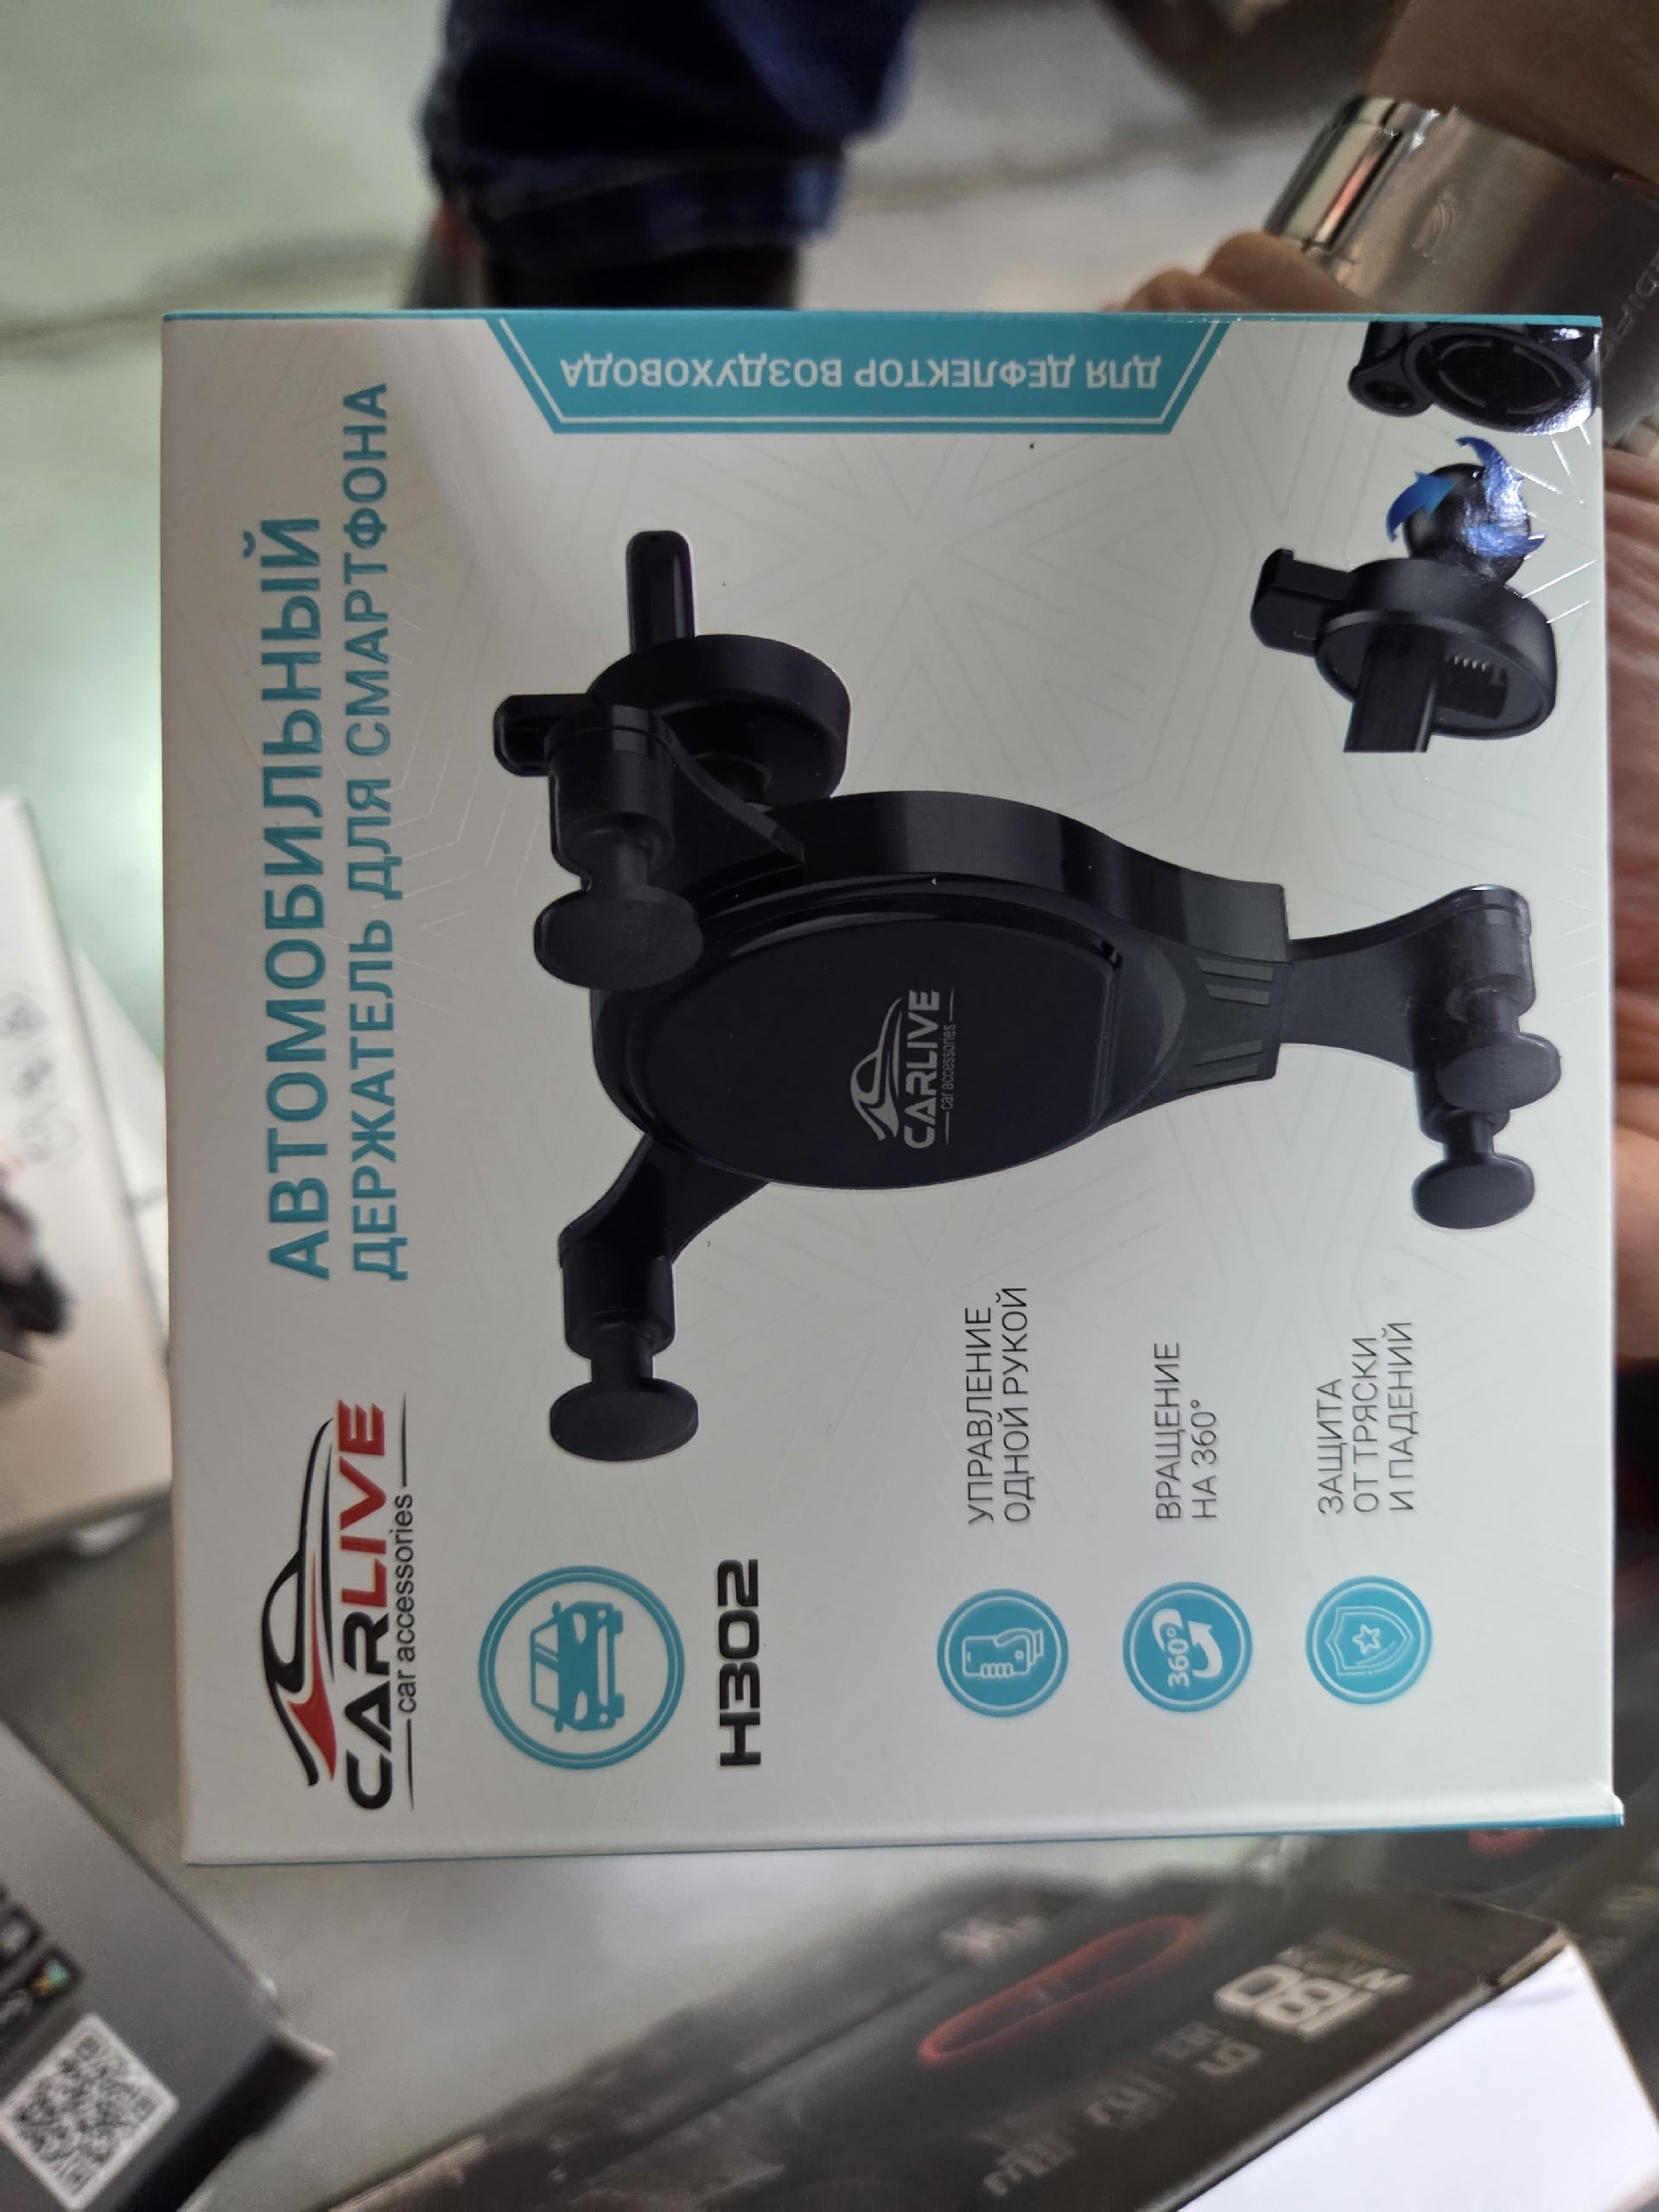 CARLIVE
car accessories
АВТОМОБИЛЬНЫЙ
ДЕРЖАТЕЛЬ ДЛЯ СМАРТФОНА
H302
ДЛЯ ДЕФЛЕКТОР ВОЗДУХОВОДА
CARLIVE
car accessories
УПРАВЛЕНИЕ
ОДНОЙ РУКОЙ
360°
ВРАЩЕНИЕ
НА 360°
ЗАЩИТА
ОТ ТРЯСКИ
И ПАДЕНИЙ